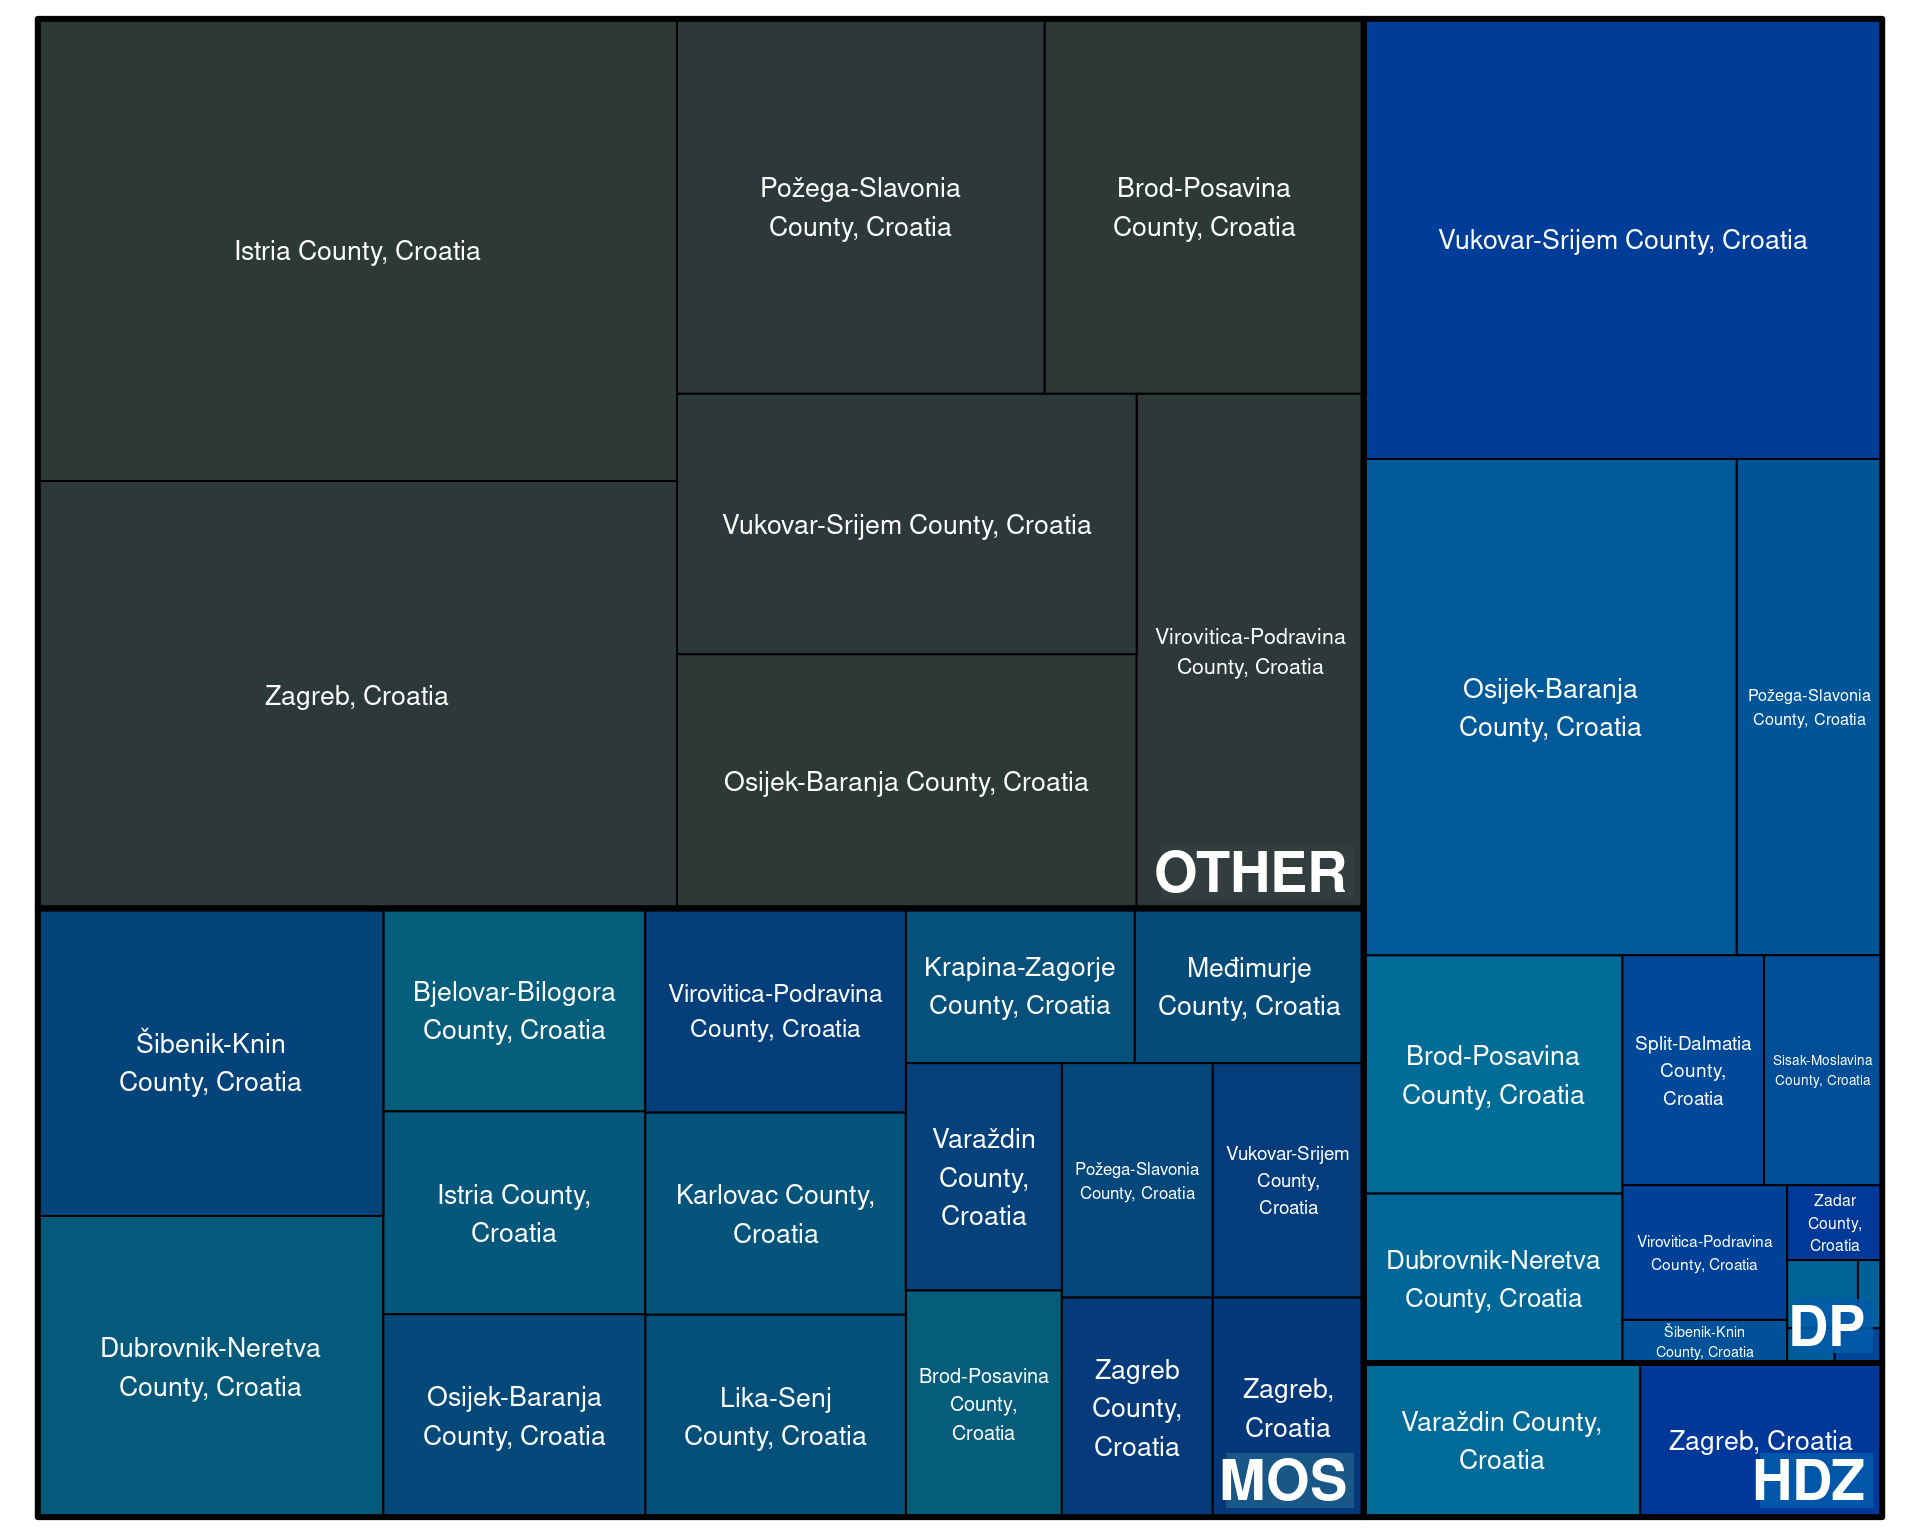 Istria County, Croatia
Zagreb, Croatia
Požega-Slavonia
County, Croatia
Brod-Posavina
County, Croatia
Vukovar-Srijem County, Croatia
Osijek-Baranja County, Croatia
Virovitica-Podravina
County, Croatia
OTHER
Šibenik-Knin
County, Croatia
Dubrovnik-Neretva
County, Croatia
Bjelovar-Bilogora
County, Croatia
Istria County,
Croatia
Osijek-Baranja
County, Croatia
Virovitica-Podravina
County, Croatia
Karlovac County,
Croatia
Lika-Senj
County, Croatia
Krapina-Zagorje
County, Croatia
Međimurje
County, Croatia
Varaždin
County,
Croatia
Brod-Posavina
County,
Croatia
Požega-Slavonia
County, Croatia
Vukovar-Srijem
County,
Croatia
Zagreb
County,
Croatia
Zagreb,
Croatia
MOS
Vukovar-Srijem County, Croatia
Osijek-Baranja
County, Croatia
Požega-Slavonia
County, Croatia
Brod-Posavina
County, Croatia
Dubrovnik-Neretva
County, Croatia
Split-Dalmatia
County,
Croatia
Sisak-Moslavina
County, Croatia
Virovitica-Podravina
County, Croatia
Zadar
County,
Croatia
Šibenik-Knin
County, Croatia
DP
Varaždin County,
Croatia
Zagreb, Croatia
HDZ